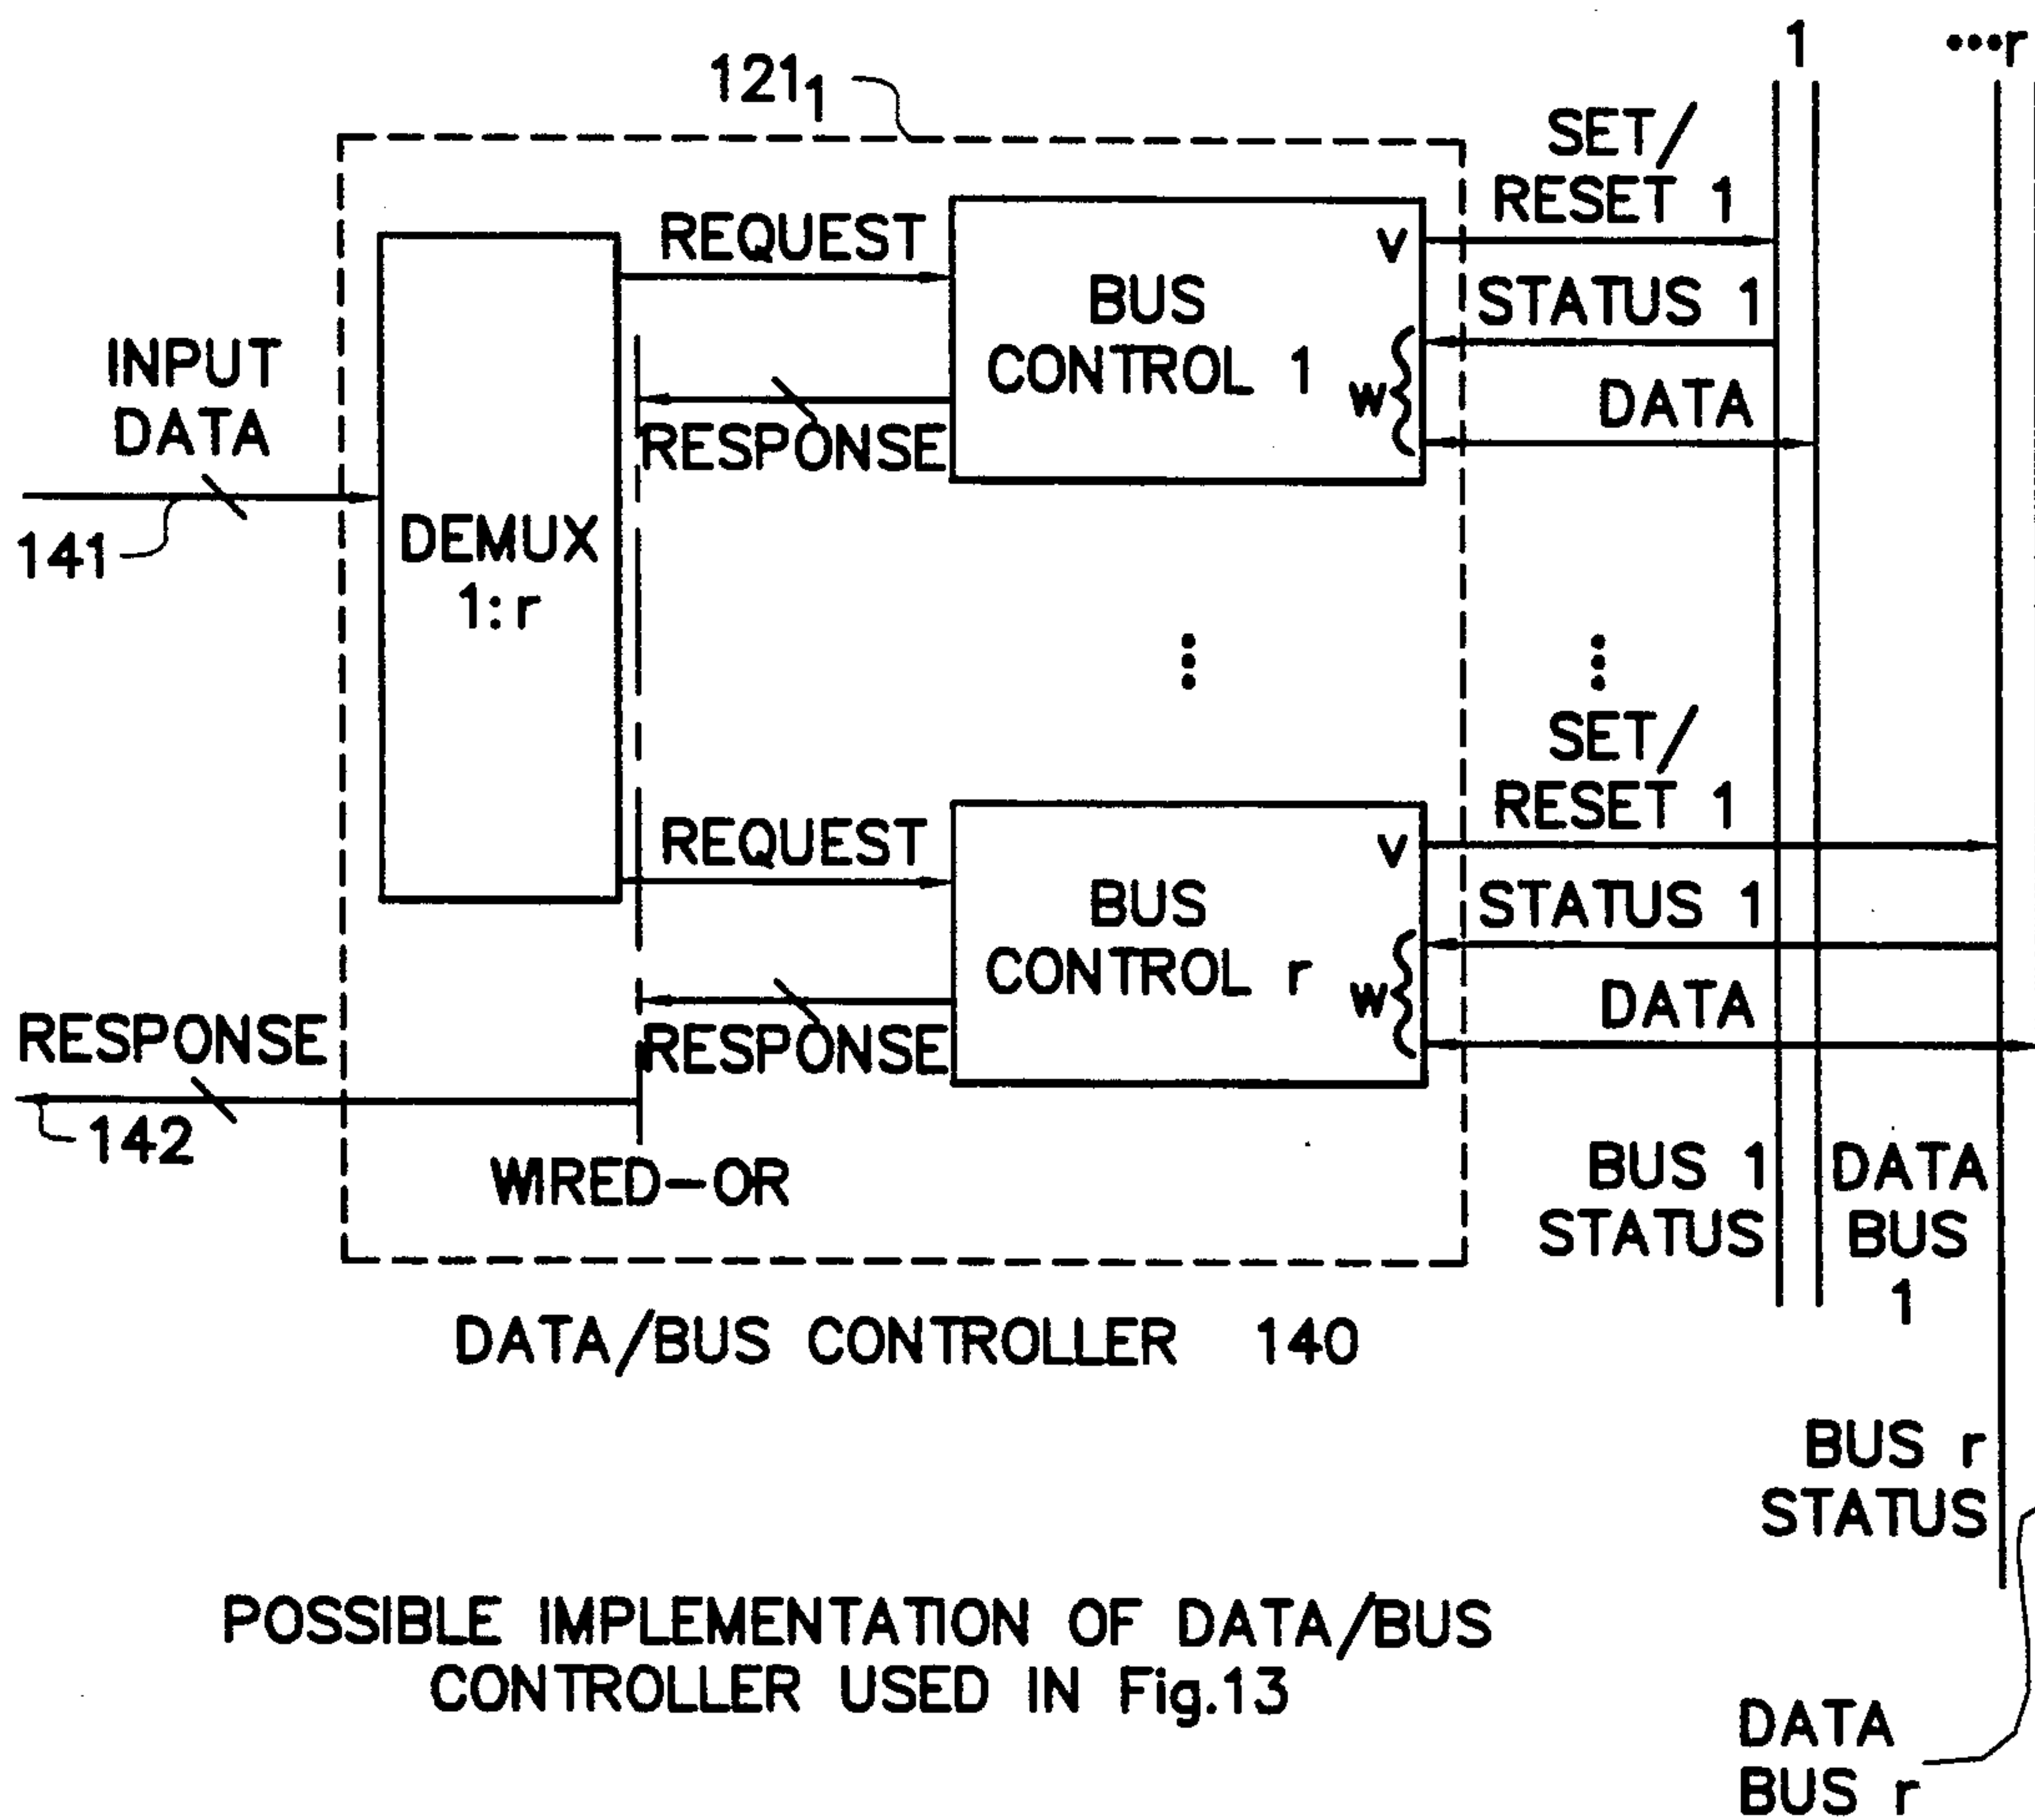 1 •••r
121₁
SET/
RESET 1
REQUEST
V
BUS
CONTROL 1
STATUS 1
INPUT
DATA
W
DATA
RESPONSE
141
DEMUX
1:r
SET/
RESET 1
REQUEST
V
BUS
CONTROL r
STATUS 1
W
DATA
RESPONSE
RESPONSE
142
WIRED-OR
BUS 1
STATUS
DATA
BUS
1
DATA/BUS CONTROLLER 140
BUS r
STATUS
POSSIBLE IMPLEMENTATION OF DATA/BUS
CONTROLLER USED IN Fig.13
DATA
BUS r